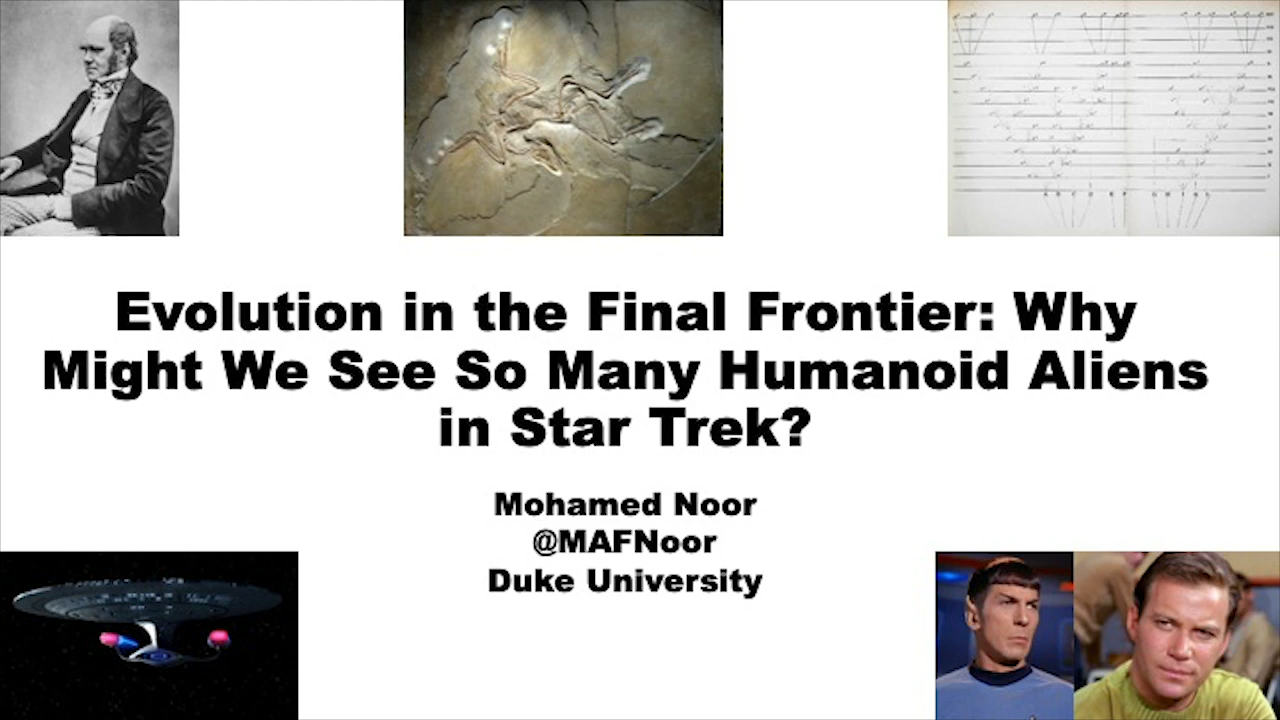 Evolution in the Final Frontier: Why
Might We See So Many Humanoid Aliens
in Star Trek?
Mohamed Noor
@MAFNoor
Duke University